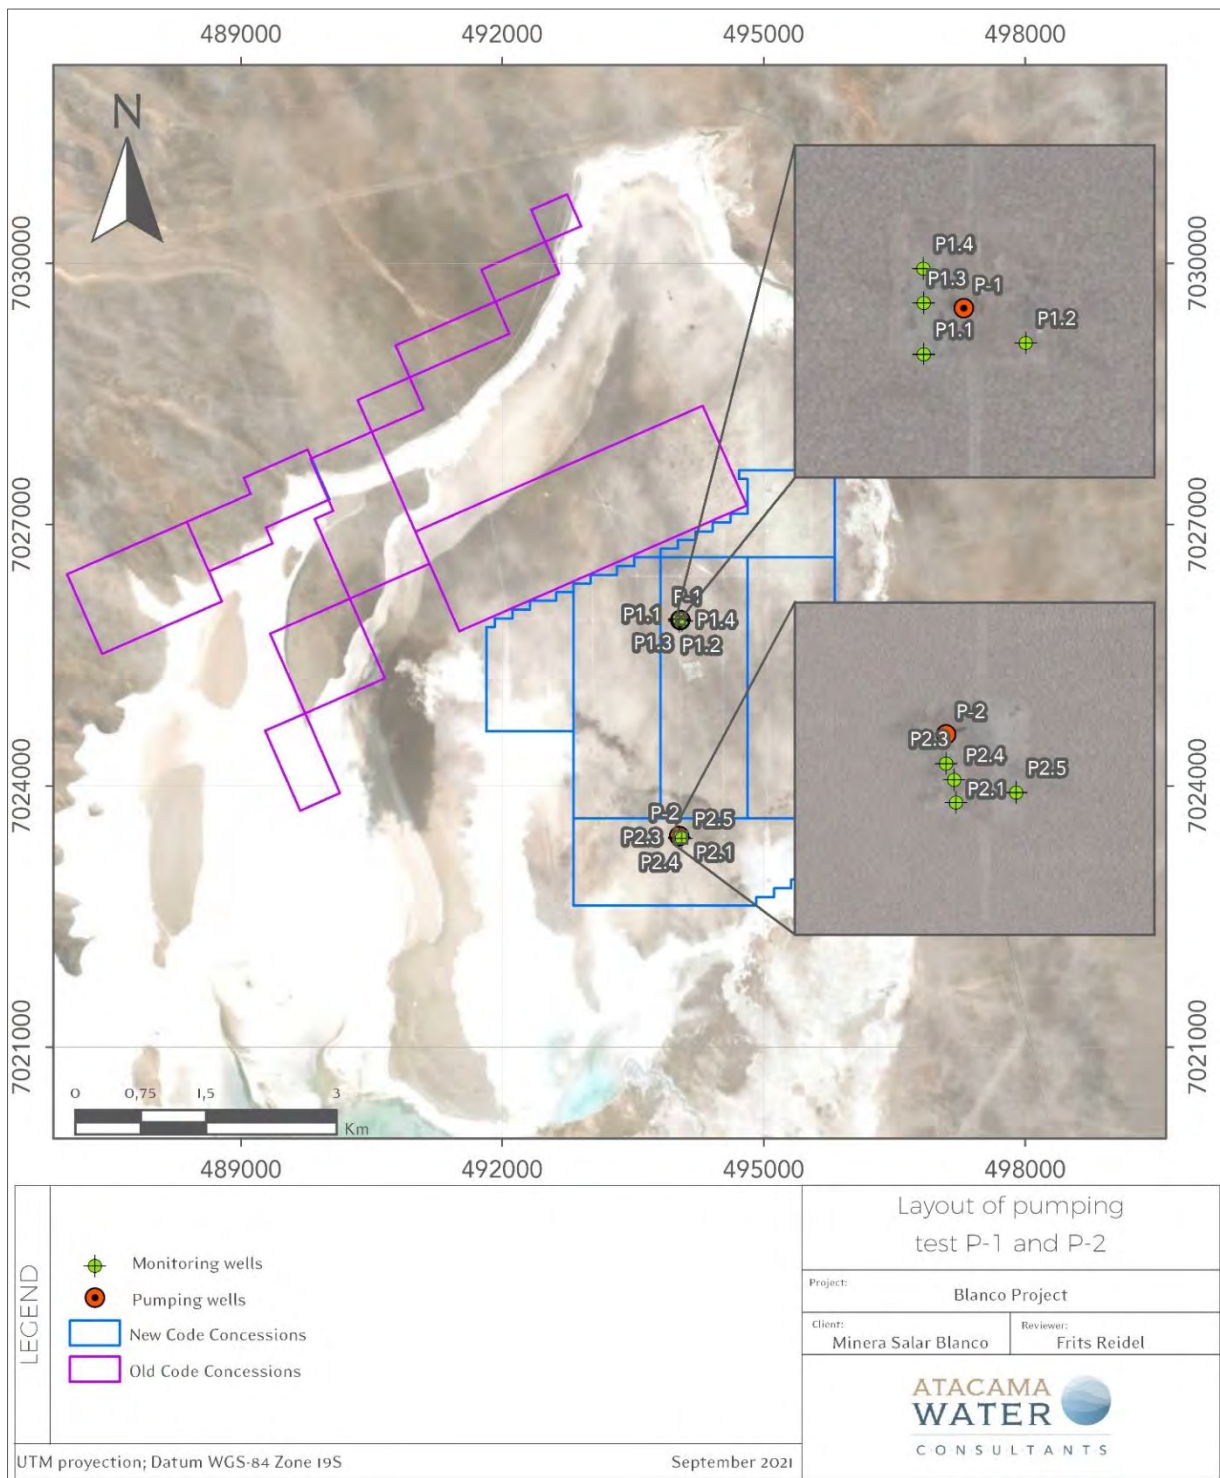 489000 492000 495000 498000
N
7030000 7030000
P1.4
P1.3 P-1
P1.1 P1.2
7027000 7027000
P-1
P1.1 P1.4
P1.3 P1.2
P-2
P2.3 P2.4 P2.5
P2.1
7024000 7024000
P-2 P2.5
P2.3 P2.1
P2.4
7021000 7021000
0 0,75 1,5 3
Km
489000 492000 495000 498000
LEGEND
Monitoring wells
Pumping wells
New Code Concessions
Old Code Concessions
Layout of pumping
test P-1 and P-2
Project:
Blanco Project
Client: Reviewer:
Minera Salar Blanco Frits Reidel
ATACAMA
WATER
CONSULTANTS
UTM proyection; Datum WGS-84 Zone 19S September 2021